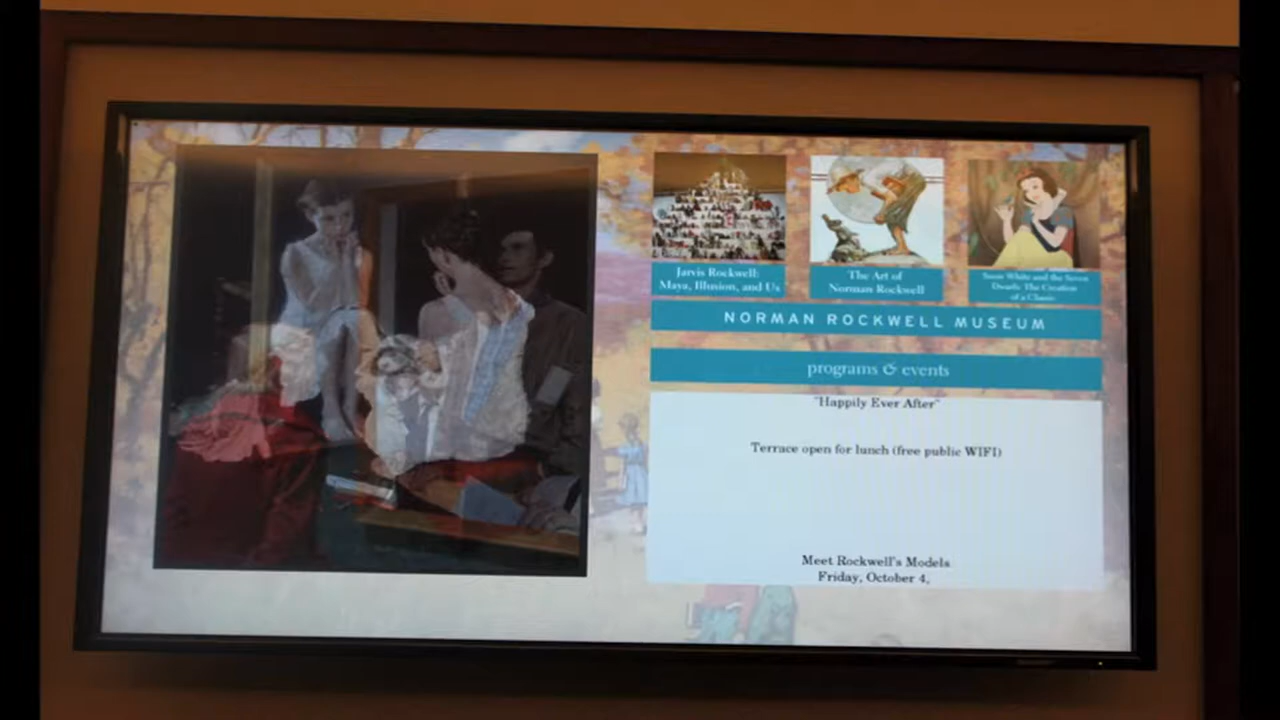 Jarvis Rockwell:
Maya, Illusion, and Us
The Art of
Norman Rockwell
Snow White and the Seven
Dwarfs: The Creation
of a Classic
NORMAN ROCKWELL MUSEUM
programs & events
"Happily Ever After"
Terrace open for lunch (free public WIFI)
Meet Rockwell's Models
Friday, October 4,